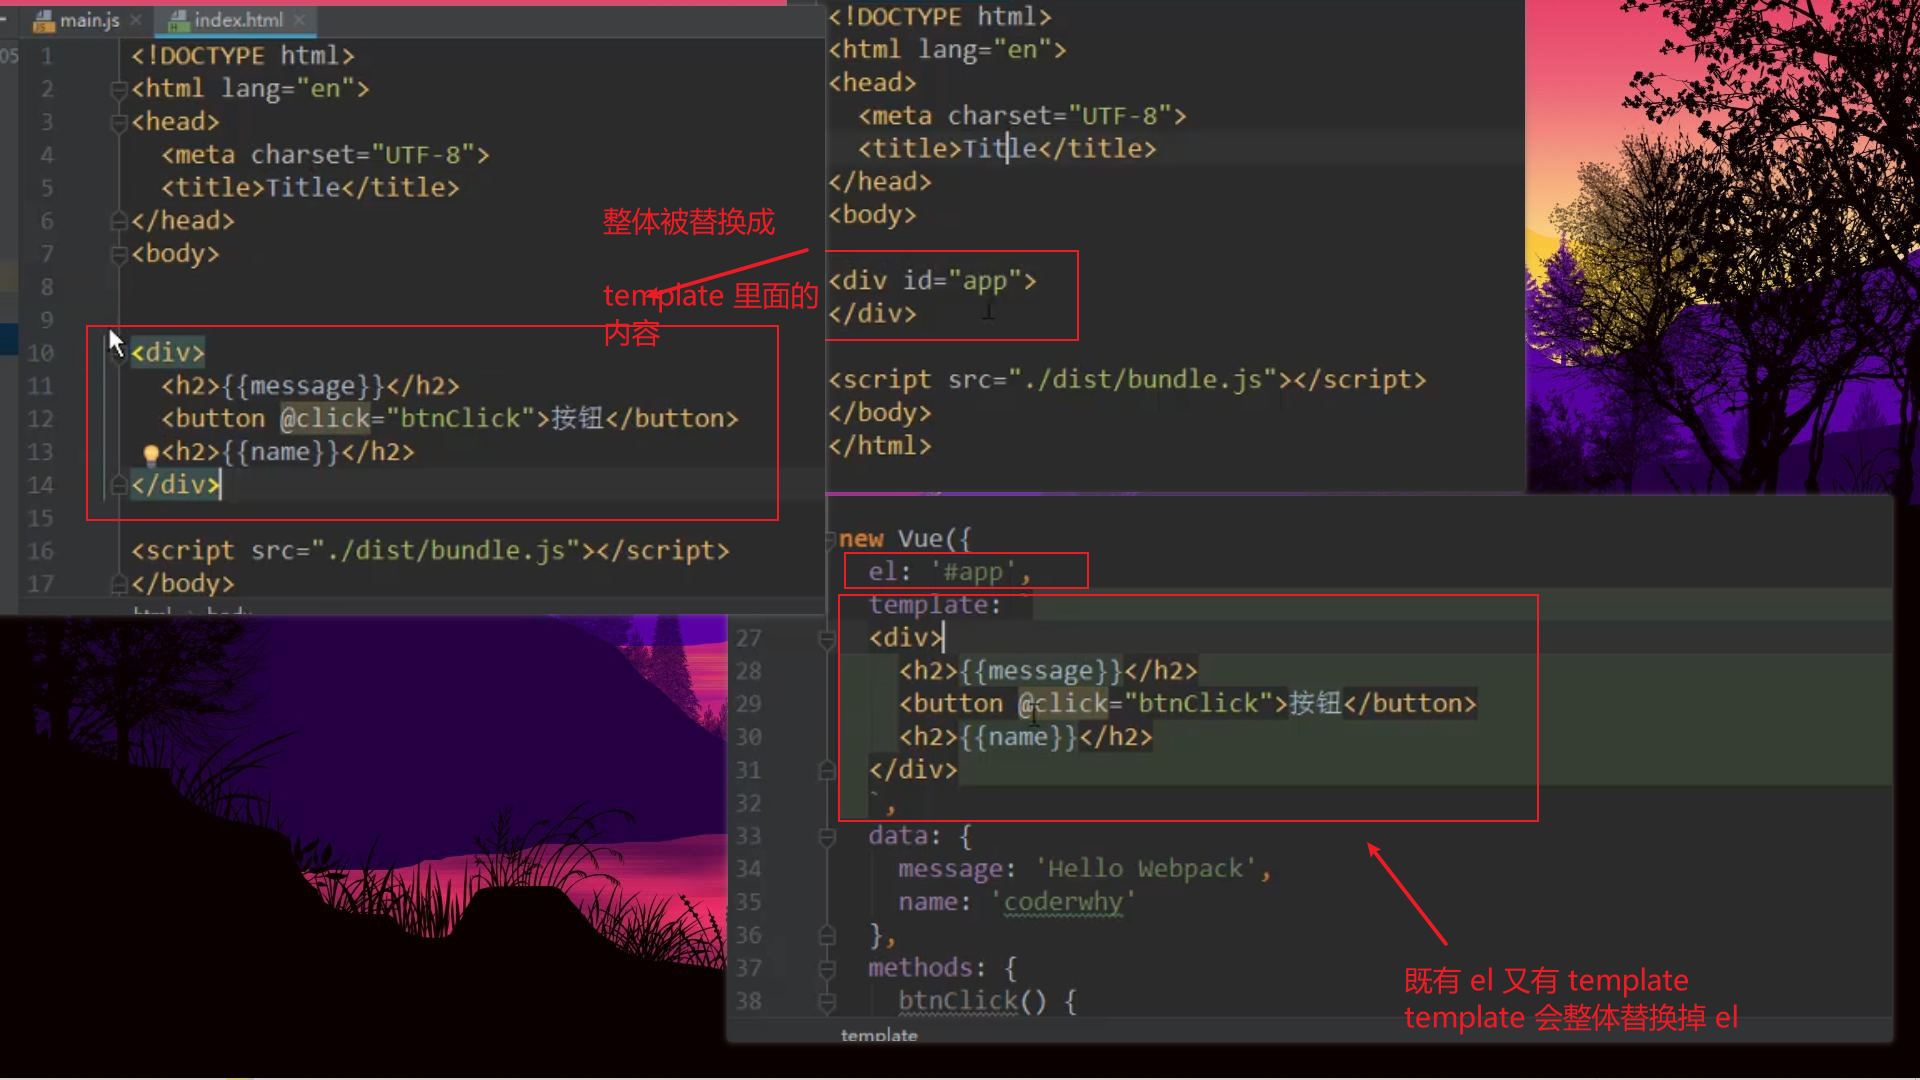 main.js
index.html
05
1 <!DOCTYPE html>
2 <html lang="en">
3 <head>
4 <meta charset="UTF-8">
5 <title>Title</title>
6 </head>
7 <body>
8
9
10 <div>
11 <h2>{{message}}</h2>
12 <button @click="btnClick">按钮</button>
13 <h2>{{name}}</h2>
14 </div>
15
16 <script src="./dist/bundle.js"></script>
17 </body>
html body
整体被替换成
template 里面的
内容
<!DOCTYPE html>
<html lang="en">
<head>
<meta charset="UTF-8">
<title>Title</title>
</head>
<body>
<div id="app">
</div>
<script src="./dist/bundle.js"></script>
</body>
</html>
new Vue({
el: '#app',
template: `
27 <div>
28 <h2>{{message}}</h2>
29 <button @click="btnClick">按钮</button>
30 <h2>{{name}}</h2>
31 </div>
32 `,
33 data: {
34 message: 'Hello Webpack',
35 name: 'coderwhy'
36 },
37 methods: {
38 btnClick() {
template
既有 el 又有 template
template 会整体替换掉 el